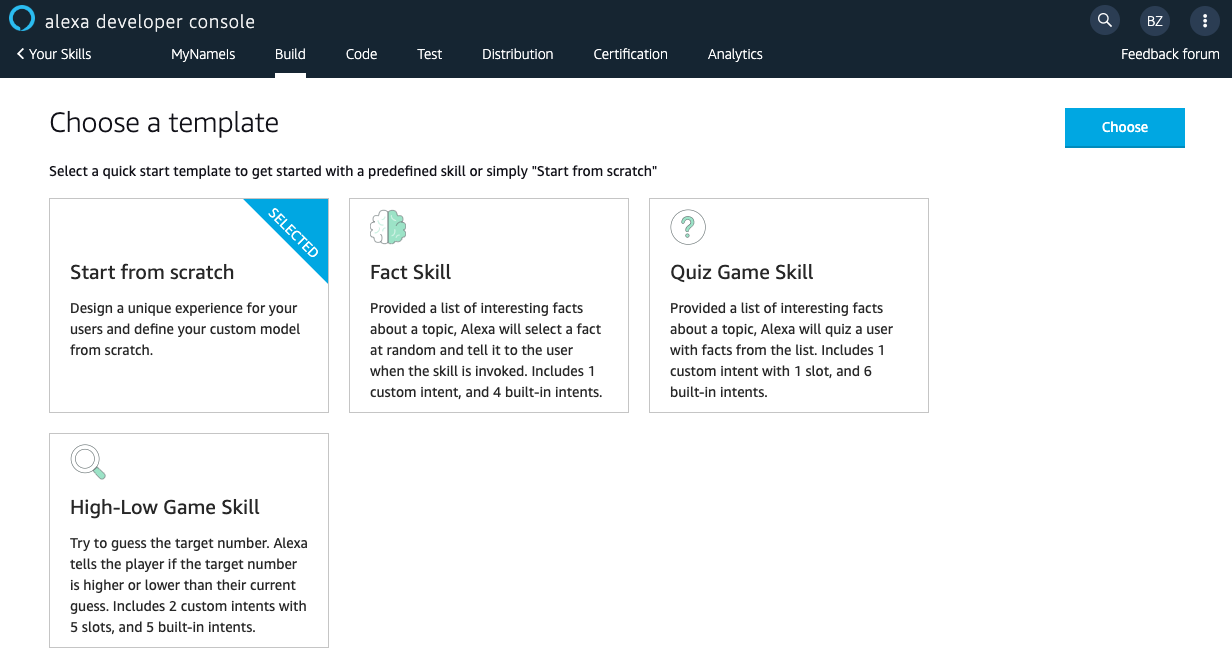 alexa developer console
BZ
Your Skills
MyNameIs
Build
Code
Test
Distribution
Certification
Analytics
Feedback forum
Choose a template
Choose
Select a quick start template to get started with a predefined skill or simply "Start from scratch"
SELECTED
Start from scratch
Design a unique experience for your
users and define your custom model
from scratch.
Fact Skill
Provided a list of interesting facts
about a topic, Alexa will select a fact
at random and tell it to the user
when the skill is invoked. Includes 1
custom intent, and 4 built-in intents.
?
Quiz Game Skill
Provided a list of interesting facts
about a topic, Alexa will quiz a user
with facts from the list. Includes 1
custom intent with 1 slot, and 6
built-in intents.
High-Low Game Skill
Try to guess the target number. Alexa
tells the player if the target number
is higher or lower than their current
guess. Includes 2 custom intents with
5 slots, and 5 built-in intents.